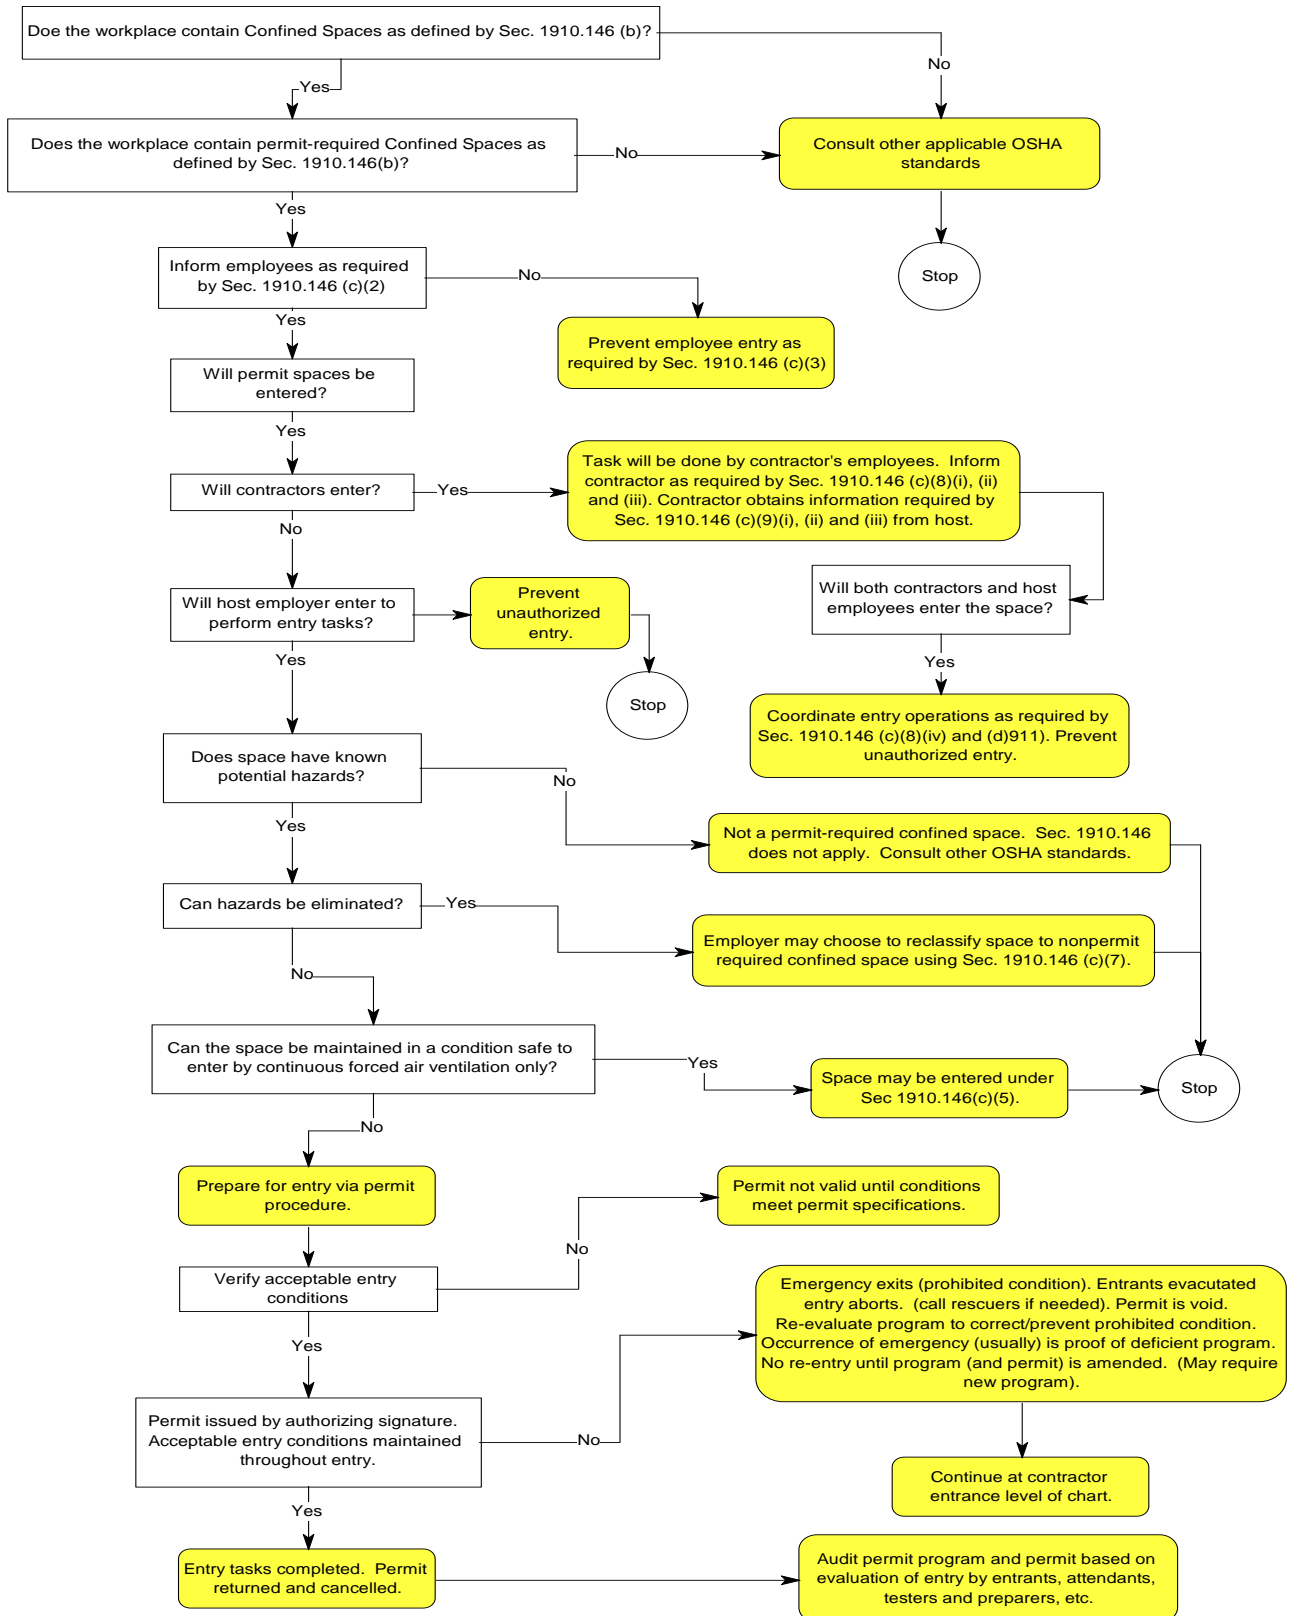 Doe the workplace contain Confined Spaces as defined by Sec. 1910.146 (b)?
No
Yes
Does the workplace contain permit-required Confined Spaces as
defined by Sec. 1910.146(b)?
No
Consult other applicable OSHA
standards
Yes
Stop
Inform employees as required
by Sec. 1910.146 (c)(2)
No
Yes
Prevent employee entry as
required by Sec. 1910.146 (c)(3)
Will permit spaces be
entered?
Yes
Will contractors enter?
Yes
Task will be done by contractor's employees.  Inform
contractor as required by Sec. 1910.146 (c)(8)(i), (ii)
and (iii). Contractor obtains information required by
Sec. 1910.146 (c)(9)(i), (ii) and (iii) from host.
No
Will both contractors and host
employees enter the space?
Will host employer enter to
perform entry tasks?
Prevent
unauthorized
entry.
Yes
Yes
Stop
Coordinate entry operations as required by
Sec. 1910.146 (c)(8)(iv) and (d)911). Prevent
unauthorized entry.
Does space have known
potential hazards?
No
Yes
Not a permit-required confined space.  Sec. 1910.146
does not apply.  Consult other OSHA standards.
Can hazards be eliminated?
Yes
Employer may choose to reclassify space to nonpermit
required confined space using Sec. 1910.146 (c)(7).
No
Can the space be maintained in a condition safe to
enter by continuous forced air ventilation only?
Yes
Space may be entered under
Sec 1910.146(c)(5).
Stop
No
Prepare for entry via permit
procedure.
Permit not valid until conditions
meet permit specifications.
No
Verify acceptable entry
conditions
Yes
Emergency exits (prohibited condition). Entrants evacutated
entry aborts.  (call rescuers if needed). Permit is void.
Re-evaluate program to correct/prevent prohibited condition.
Occurrence of emergency (usually) is proof of deficient program.
No re-entry until program (and permit) is amended.  (May require
new program).
Permit issued by authorizing signature.
Acceptable entry conditions maintained
throughout entry.
No
Continue at contractor
entrance level of chart.
Yes
Entry tasks completed.  Permit
returned and cancelled.
Audit permit program and permit based on
evaluation of entry by entrants, attendants,
testers and preparers, etc.